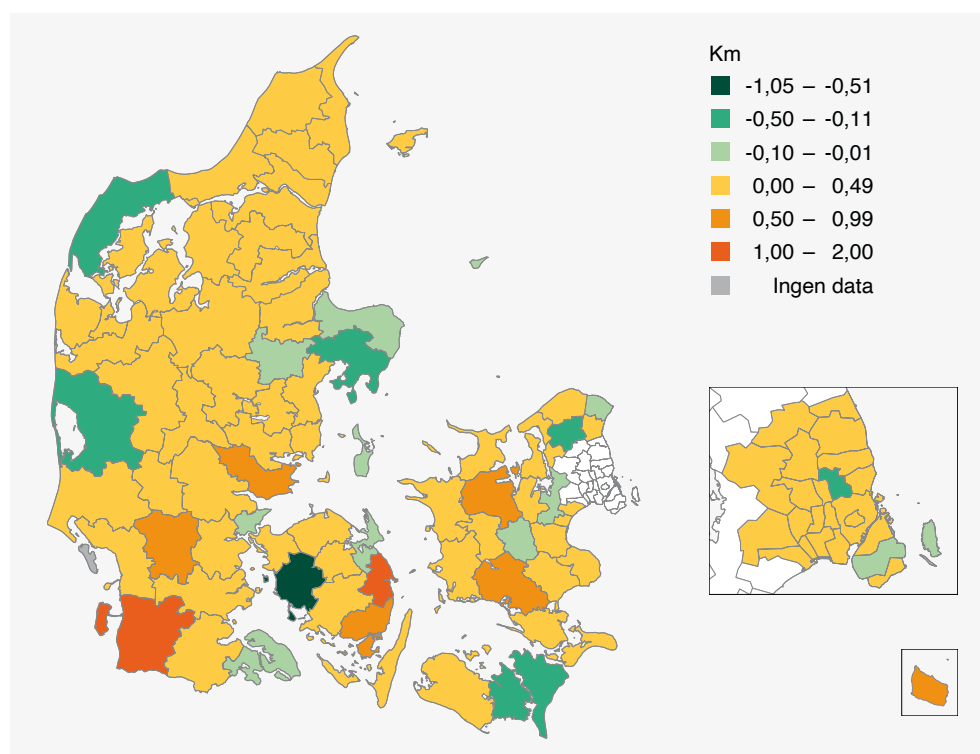 Km
-1,05 – -0,51
-0,50 – -0,11
-0,10 – -0,01
0,00 – 0,49
0,50 – 0,99
1,00 – 2,00
Ingen data